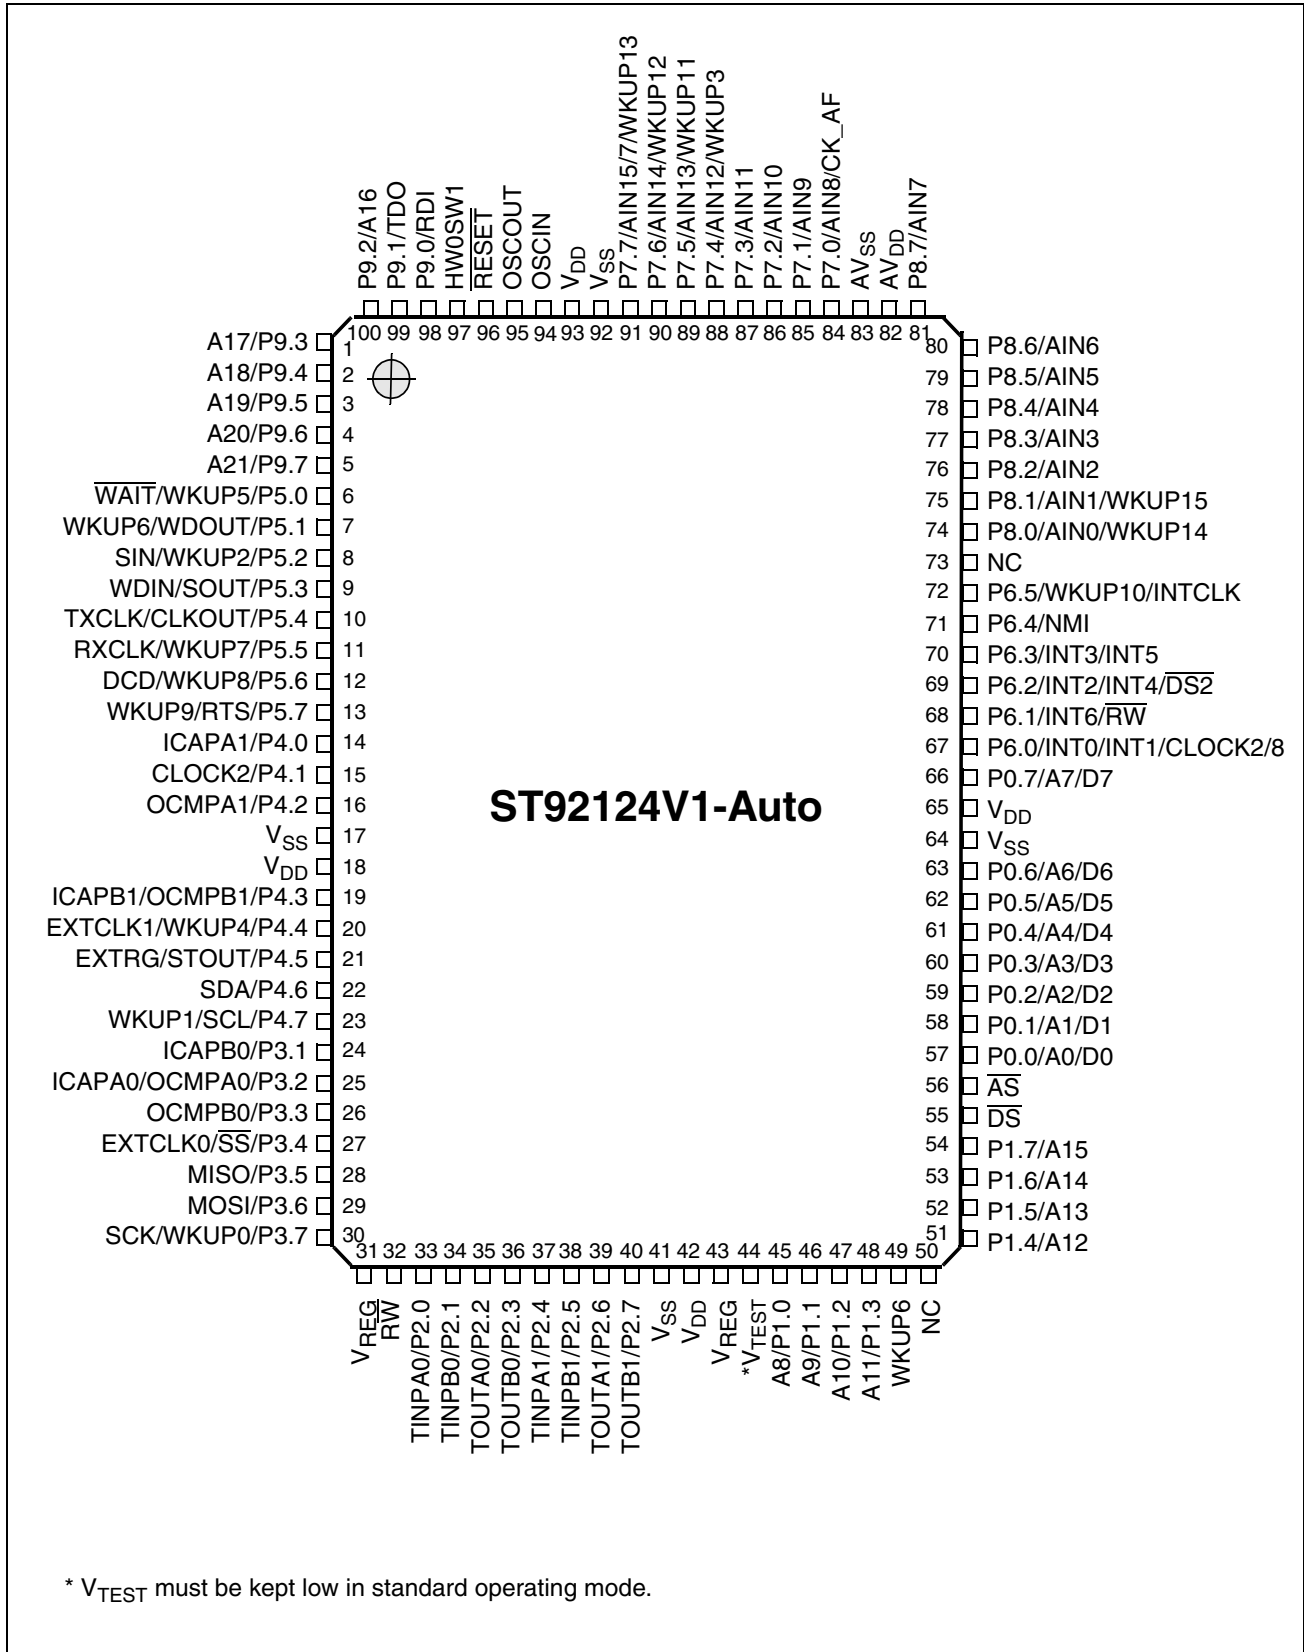 P9.2/A16
P9.1/TDO
P9.0/RDI
HW0SW1
RESET
OSCOUT
OSCIN
VDD
VSS
P7.7/AIN15/7/WKUP13
P7.6/AIN14/WKUP12
P7.5/AIN13/WKUP11
P7.4/AIN12/WKUP3
P7.3/AIN11
P7.2/AIN10
P7.1/AIN9
P7.0/AIN8/CK_AF
AVSS
AVDD
P8.7/AIN7
100 99 98 97 96 95 94 93 92 91 90 89 88 87 86 85 84 83 82 81
A17/P9.3 1
A18/P9.4 2
A19/P9.5 3
A20/P9.6 4
A21/P9.7 5
WAIT/WKUP5/P5.0 6
WKUP6/WDOUT/P5.1 7
SIN/WKUP2/P5.2 8
WDIN/SOUT/P5.3 9
TXCLK/CLKOUT/P5.4 10
RXCLK/WKUP7/P5.5 11
DCD/WKUP8/P5.6 12
WKUP9/RTS/P5.7 13
ICAPA1/P4.0 14
CLOCK2/P4.1 15
OCMPA1/P4.2 16
VSS 17
VDD 18
ICAPB1/OCMPB1/P4.3 19
EXTCLK1/WKUP4/P4.4 20
EXTRG/STOUT/P4.5 21
SDA/P4.6 22
WKUP1/SCL/P4.7 23
ICAPB0/P3.1 24
ICAPA0/OCMPA0/P3.2 25
OCMPB0/P3.3 26
EXTCLK0/SS/P3.4 27
MISO/P3.5 28
MOSI/P3.6 29
SCK/WKUP0/P3.7 30
ST92124V1-Auto
80 P8.6/AIN6
79 P8.5/AIN5
78 P8.4/AIN4
77 P8.3/AIN3
76 P8.2/AIN2
75 P8.1/AIN1/WKUP15
74 P8.0/AIN0/WKUP14
73 NC
72 P6.5/WKUP10/INTCLK
71 P6.4/NMI
70 P6.3/INT3/INT5
69 P6.2/INT2/INT4/DS2
68 P6.1/INT6/RW
67 P6.0/INT0/INT1/CLOCK2/8
66 P0.7/A7/D7
65 VDD
64 VSS
63 P0.6/A6/D6
62 P0.5/A5/D5
61 P0.4/A4/D4
60 P0.3/A3/D3
59 P0.2/A2/D2
58 P0.1/A1/D1
57 P0.0/A0/D0
56 AS
55 DS
54 P1.7/A15
53 P1.6/A14
52 P1.5/A13
51 P1.4/A12
31 32 33 34 35 36 37 38 39 40 41 42 43 44 45 46 47 48 49 50
VREG
RW
TINPA0/P2.0
TINPB0/P2.1
TOUTA0/P2.2
TOUTB0/P2.3
TINPA1/P2.4
TINPB1/P2.5
TOUTA1/P2.6
TOUTB1/P2.7
VSS
VDD
VREG
*VTEST
A8/P1.0
A9/P1.1
A10/P1.2
A11/P1.3
WKUP6
NC
* VTEST must be kept low in standard operating mode.